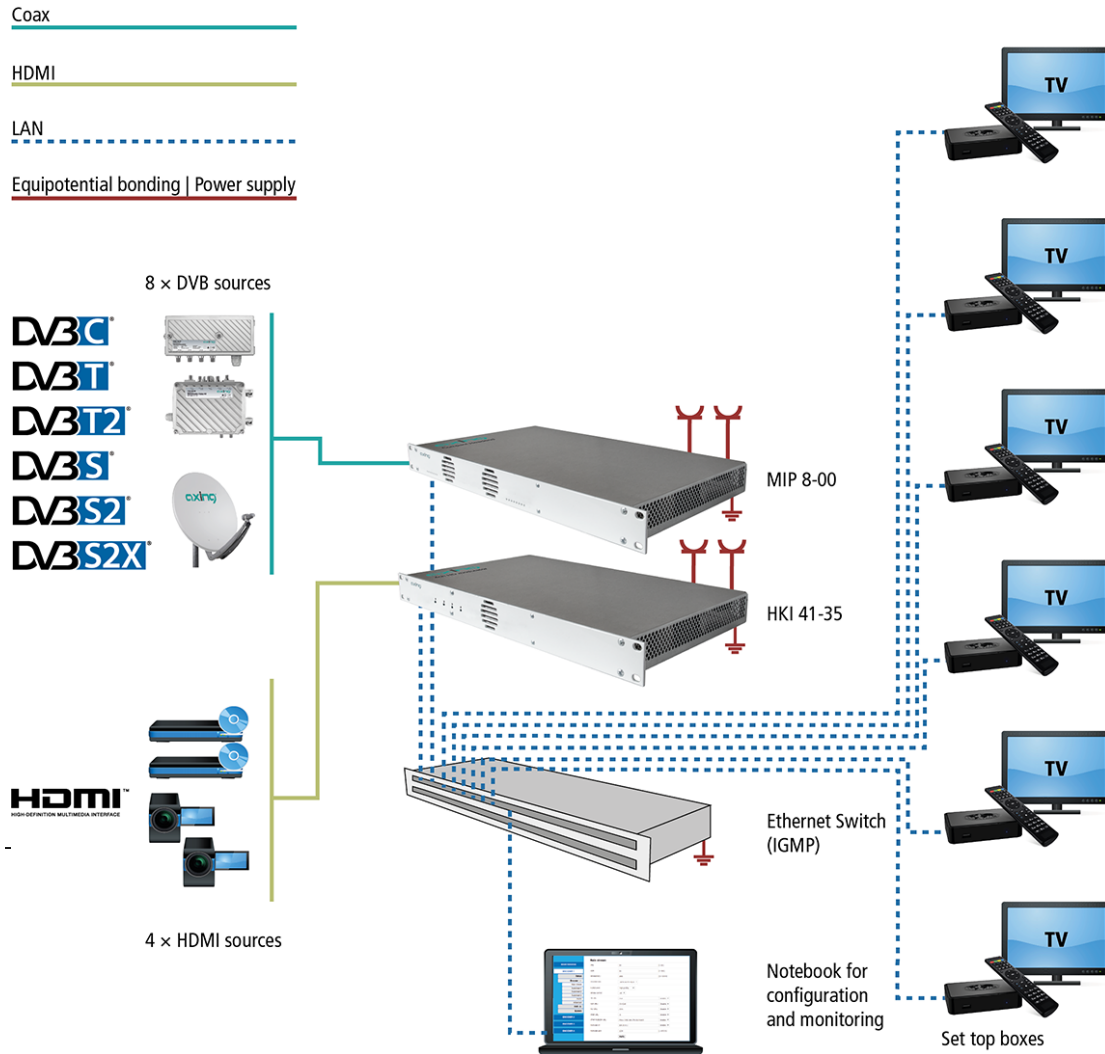 Coax
HDMI
LAN
Equipotential bonding | Power supply
8 × DVB sources
DVB C
DVB T
DVB T2
DVB S
DVB S2
DVB S2X
axing
MIP 8-00
HKI 41-35
HDMI™
HIGH-DEFINITION MULTIMEDIA INTERFACE
4 × HDMI sources
Ethernet Switch
(IGMP)
Notebook for
configuration
and monitoring
TV
TV
TV
TV
TV
TV
Set top boxes